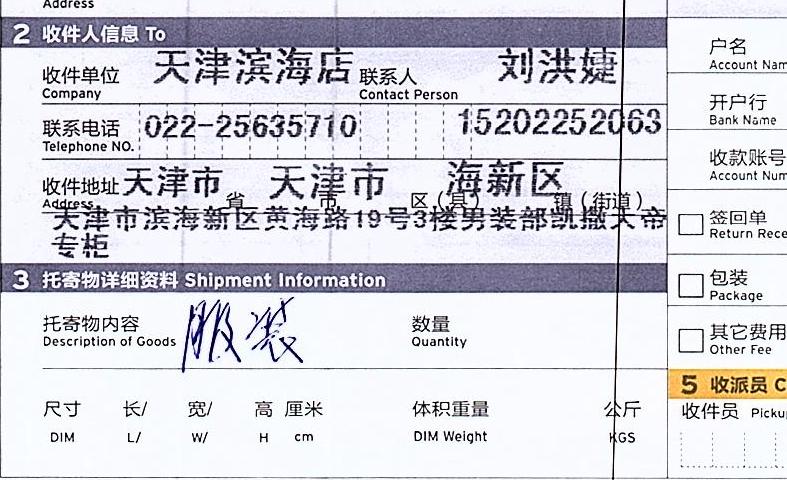 Address
2 收件人信息 To
收件单位 天津滨海店 联系人 刘洪婕
Company Contact Person
联系电话 022-25635710 15202252063
Telephone NO.
收件地址 天津市 省 天津市 市 海新区 区（县） 镇（街道）
Address
天津市滨海新区黄海路19号3楼男装部凯撒大帝
专柜
3 托寄物详细资料 Shipment Information
托寄物内容 服装 数量
Description of Goods Quantity
尺寸 长/ 宽/ 高 厘米 体积重量 公斤
DIM L/ W/ H cm DIM Weight KGS
户名
Account Nam
开户行
Bank Name
收款账号
Account Num
签回单
Return Rece
包装
Package
其它费用
Other Fee
5 收派员 C
收件员 Picku